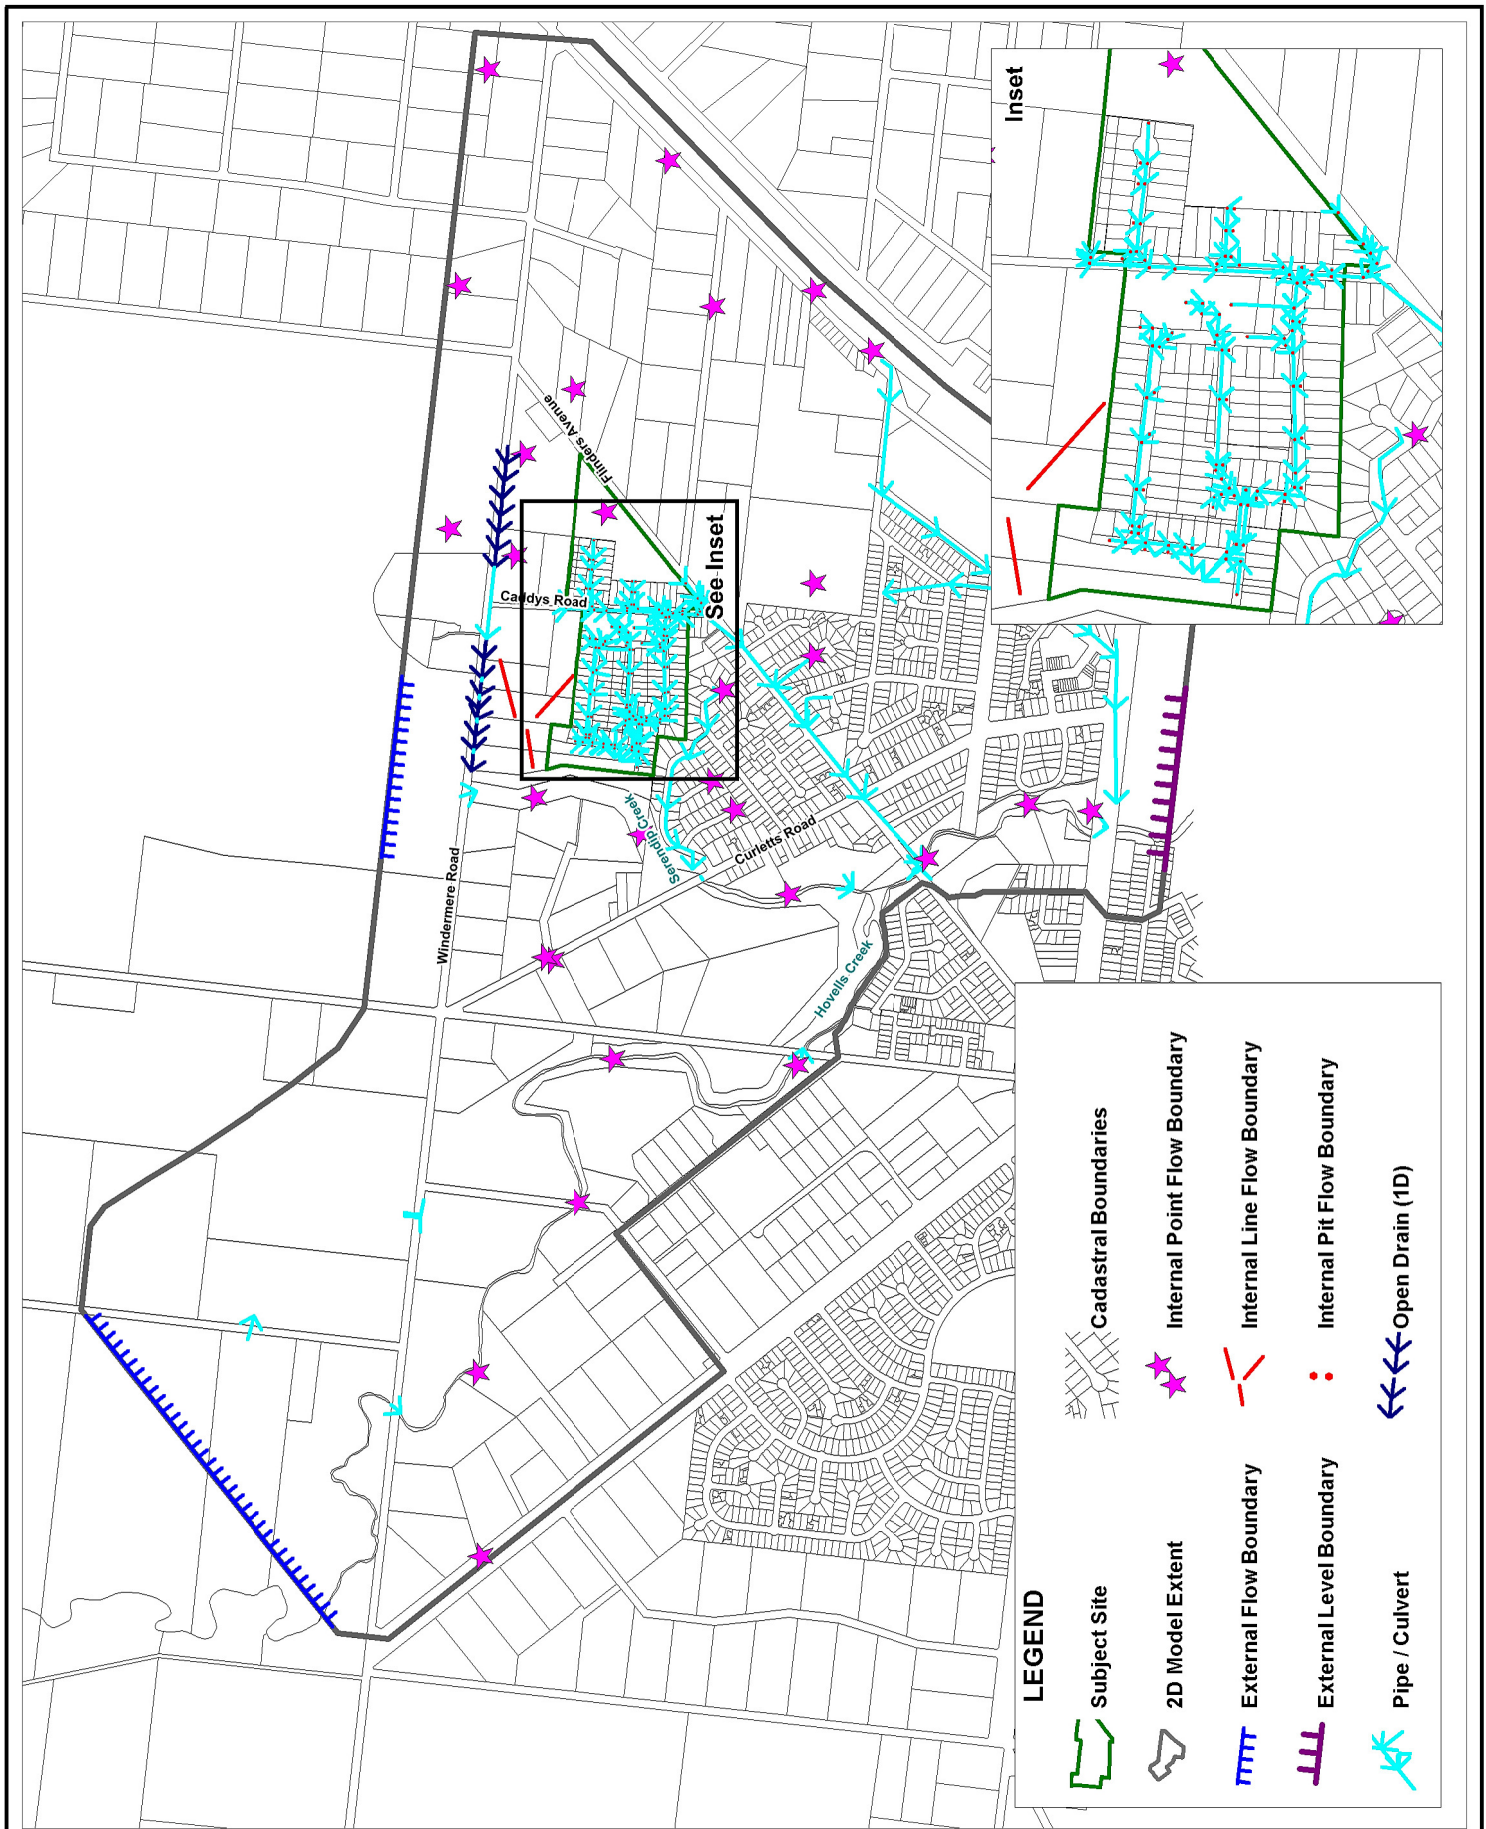 Inset
Flinders Avenue
See Inset
Caddys Road
Serendip Creek
Curletts Road
Windermere Road
Hovells Creek
LEGEND
Subject Site
Cadastral Boundaries
2D Model Extent
Internal Point Flow Boundary
External Flow Boundary
Internal Line Flow Boundary
External Level Boundary
Internal Pit Flow Boundary
Pipe / Culvert
Open Drain (1D)